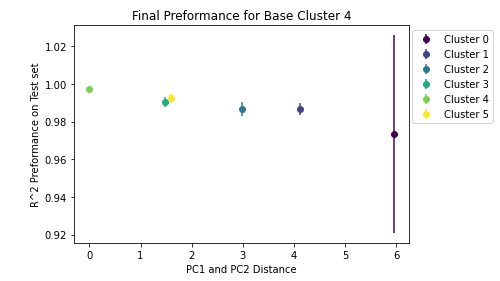 Final Preformance for Base Cluster 4
R^2 Preformance on Test set
1.02
1.00
0.98
0.96
0.94
0.92
0
1
2
3
4
5
6
PC1 and PC2 Distance
Cluster 0
Cluster 1
Cluster 2
Cluster 3
Cluster 4
Cluster 5